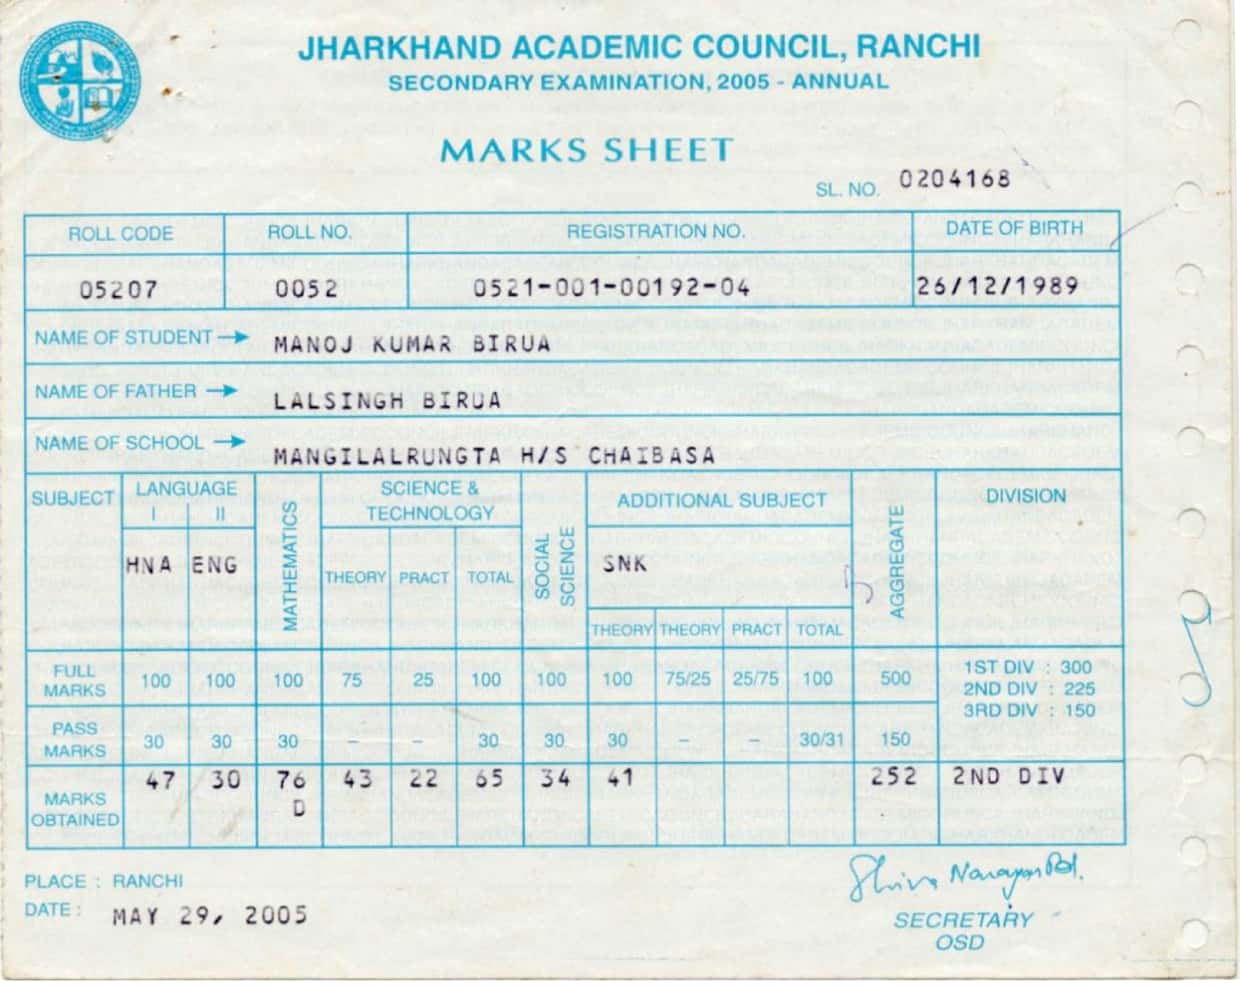 JHARKHAND ACADEMIC COUNCIL, RANCHI
SECONDARY EXAMINATION, 2005 - ANNUAL
MARKS SHEET
SL. NO. 0204168
ROLL CODE ROLL NO. REGISTRATION NO. DATE OF BIRTH
05207 0052 0521-001-00192-04 26/12/1989
NAME OF STUDENT → MANOJ KUMAR BIRUA
NAME OF FATHER → LALSINGH BIRUA
NAME OF SCHOOL → MANGILALRUNGTA H/S CHAIBASA
SUBJECT LANGUAGE MATHEMATICS SCIENCE & TECHNOLOGY SOCIAL SCIENCE ADDITIONAL SUBJECT AGGREGATE DIVISION
I II
HNA ENG THEORY PRACT TOTAL SNK
THEORY THEORY PRACT TOTAL
FULL MARKS 100 100 100 75 25 100 100 100 75/25 25/75 100 500 1ST DIV : 300
2ND DIV : 225
3RD DIV : 150
PASS MARKS 30 30 30 – – 30 30 30 – – 30/31 150
MARKS OBTAINED 47 30 76 43 22 65 34 41 252 2ND DIV
D
PLACE : RANCHI
DATE : MAY 29, 2005
Shiva Narayan
SECRETARY
OSD